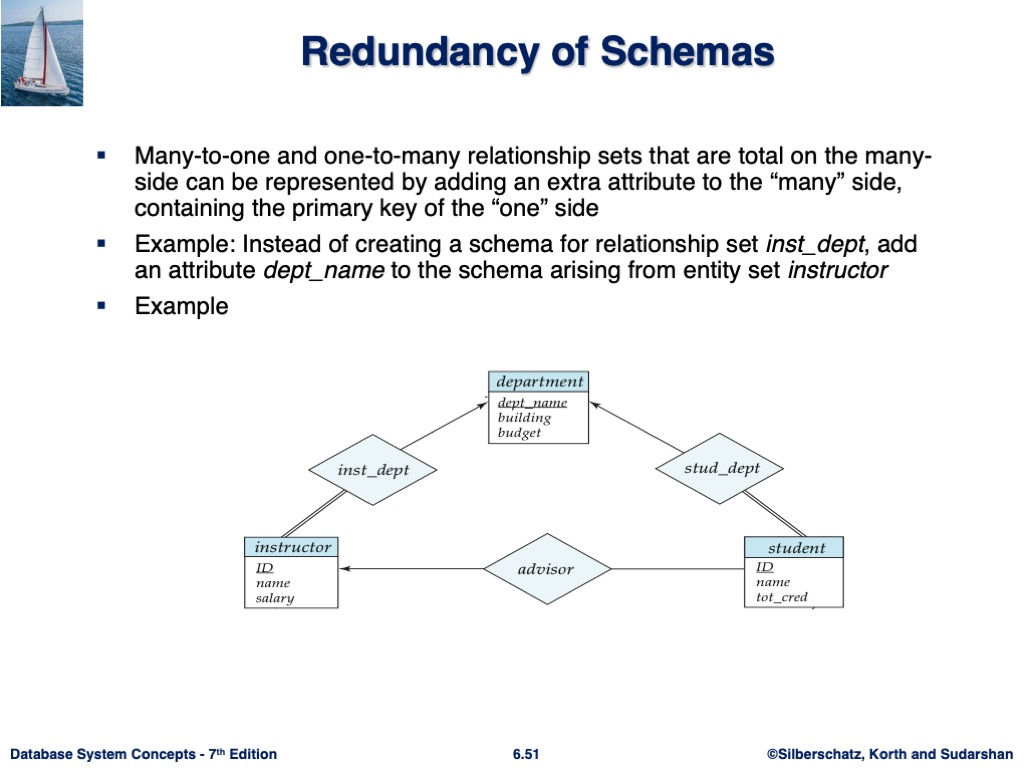 Redundancy of Schemas
▪ Many-to-one and one-to-many relationship sets that are total on the many-
side can be represented by adding an extra attribute to the “many” side,
containing the primary key of the “one” side
▪ Example: Instead of creating a schema for relationship set inst_dept, add
an attribute dept_name to the schema arising from entity set instructor
▪ Example
department
dept_name
building
budget
inst_dept
stud_dept
instructor
ID
name
salary
advisor
student
ID
name
tot_cred
Database System Concepts - 7th Edition
6.51
©Silberschatz, Korth and Sudarshan